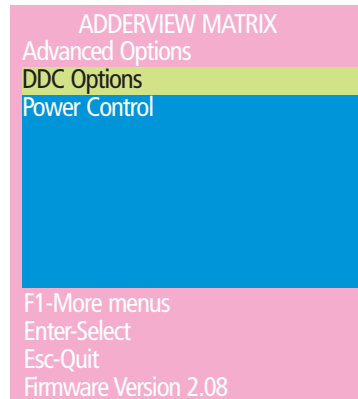 ADDERVIEW MATRIX
Advanced Options
DDC Options
Power Control
F1-More menus
Enter-Select
Esc-Quit
Firmware Version 2.08